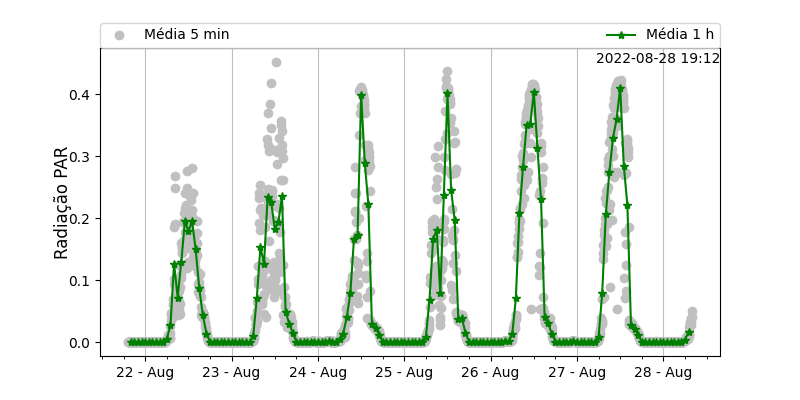 Média 5 min
Média 1 h
2022-08-28 19:12
Radiação PAR
0.4
0.3
0.2
0.1
0.0
22 - Aug
23 - Aug
24 - Aug
25 - Aug
26 - Aug
27 - Aug
28 - Aug